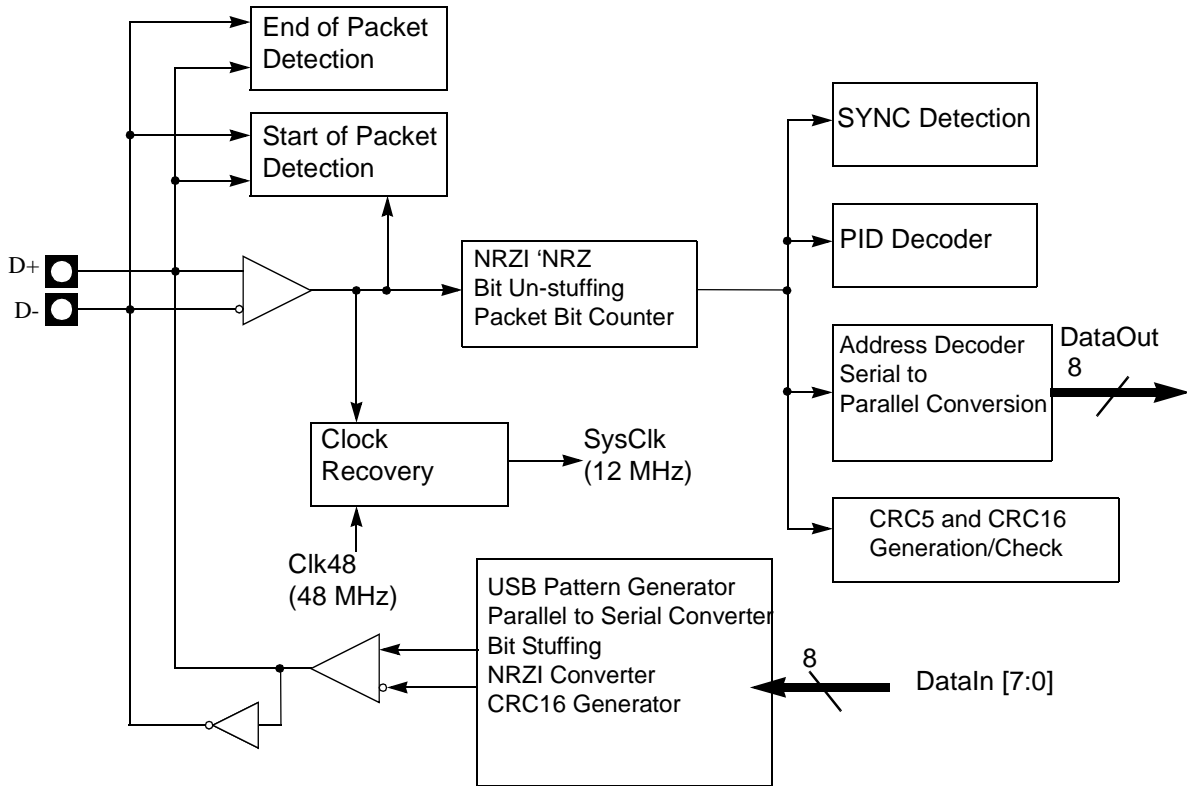 End of Packet
Detection
Start of Packet
Detection
SYNC Detection
D+
D-
NRZI ‘NRZ
Bit Un-stuffing
Packet Bit Counter
PID Decoder
Address Decoder
Serial to
Parallel Conversion
DataOut
8
Clock
Recovery
SysClk
(12 MHz)
CRC5 and CRC16
Generation/Check
Clk48
(48 MHz)
USB Pattern Generator
Parallel to Serial Converter
Bit Stuffing
NRZI Converter
CRC16 Generator
8
DataIn [7:0]